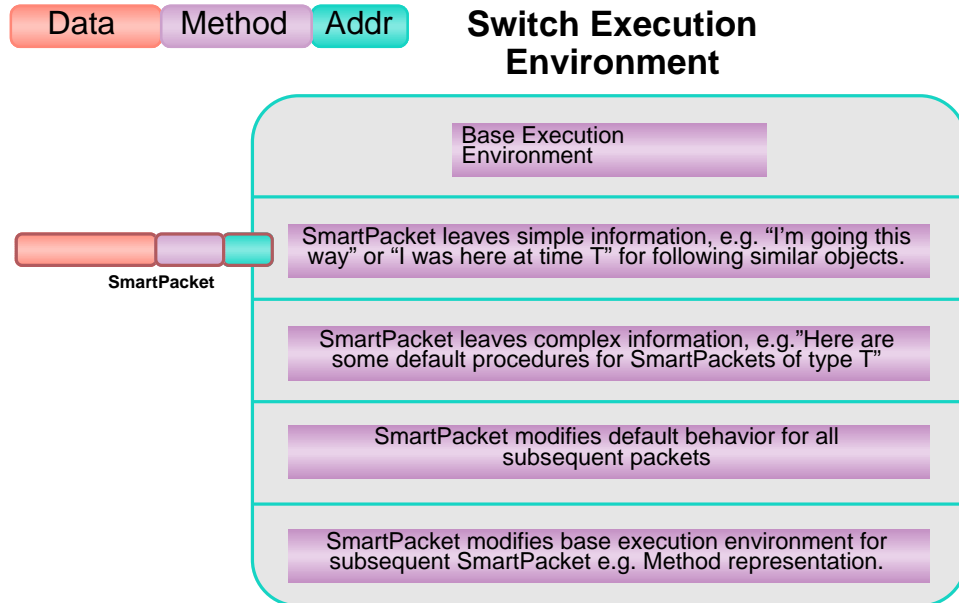 Data Method Addr
Switch Execution
Environment
Base Execution
Environment
SmartPacket leaves simple information, e.g. “I’m going this
way” or “I was here at time T” for following similar objects.
SmartPacket
SmartPacket leaves complex information, e.g.”Here are
some default procedures for SmartPackets of type T”
SmartPacket modifies default behavior for all
subsequent packets
SmartPacket modifies base execution environment for
subsequent SmartPacket e.g. Method representation.